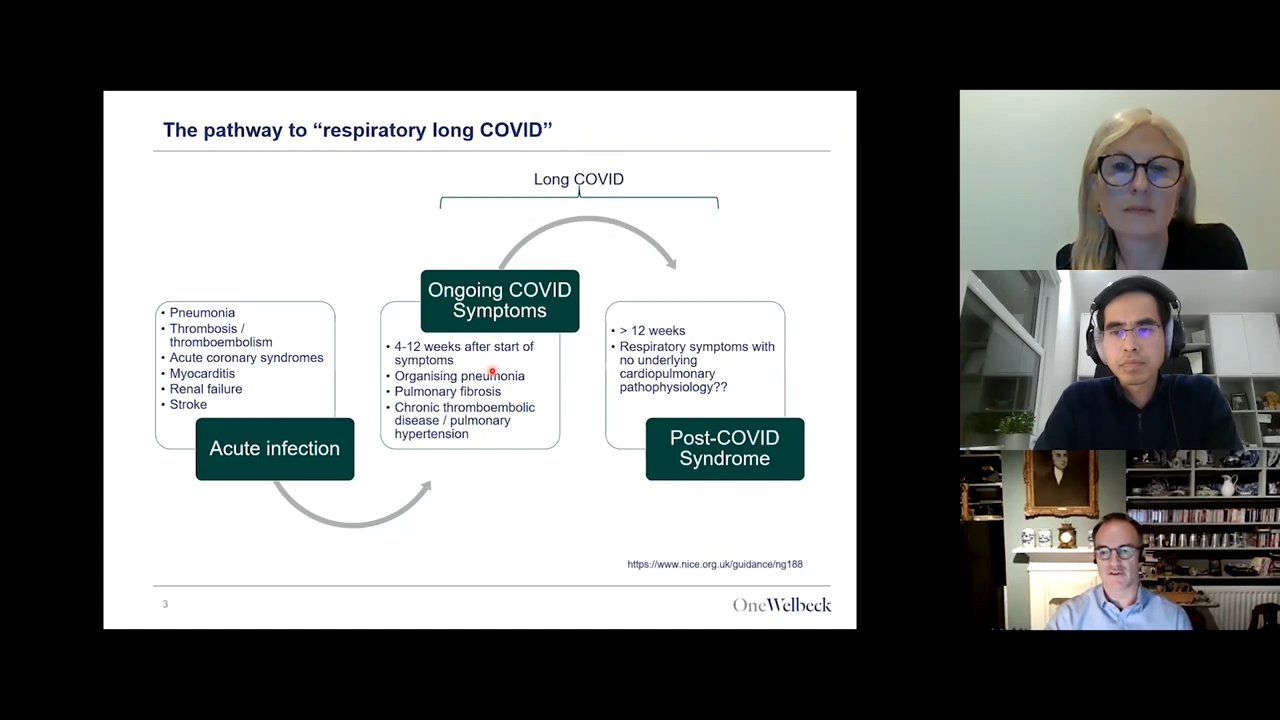 The pathway to “respiratory long COVID”
Long COVID
• Pneumonia
• Thrombosis /
thromboembolism
• Acute coronary syndromes
• Myocarditis
• Renal failure
• Stroke
Acute infection
Ongoing COVID
Symptoms
• 4-12 weeks after start of
symptoms
• Organising pneumonia
• Pulmonary fibrosis
• Chronic thromboembolic
disease / pulmonary
hypertension
• > 12 weeks
• Respiratory symptoms with
no underlying
cardiopulmonary
pathophysiology??
Post-COVID
Syndrome
https://www.nice.org.uk/guidance/ng188
3
OneWelbeck